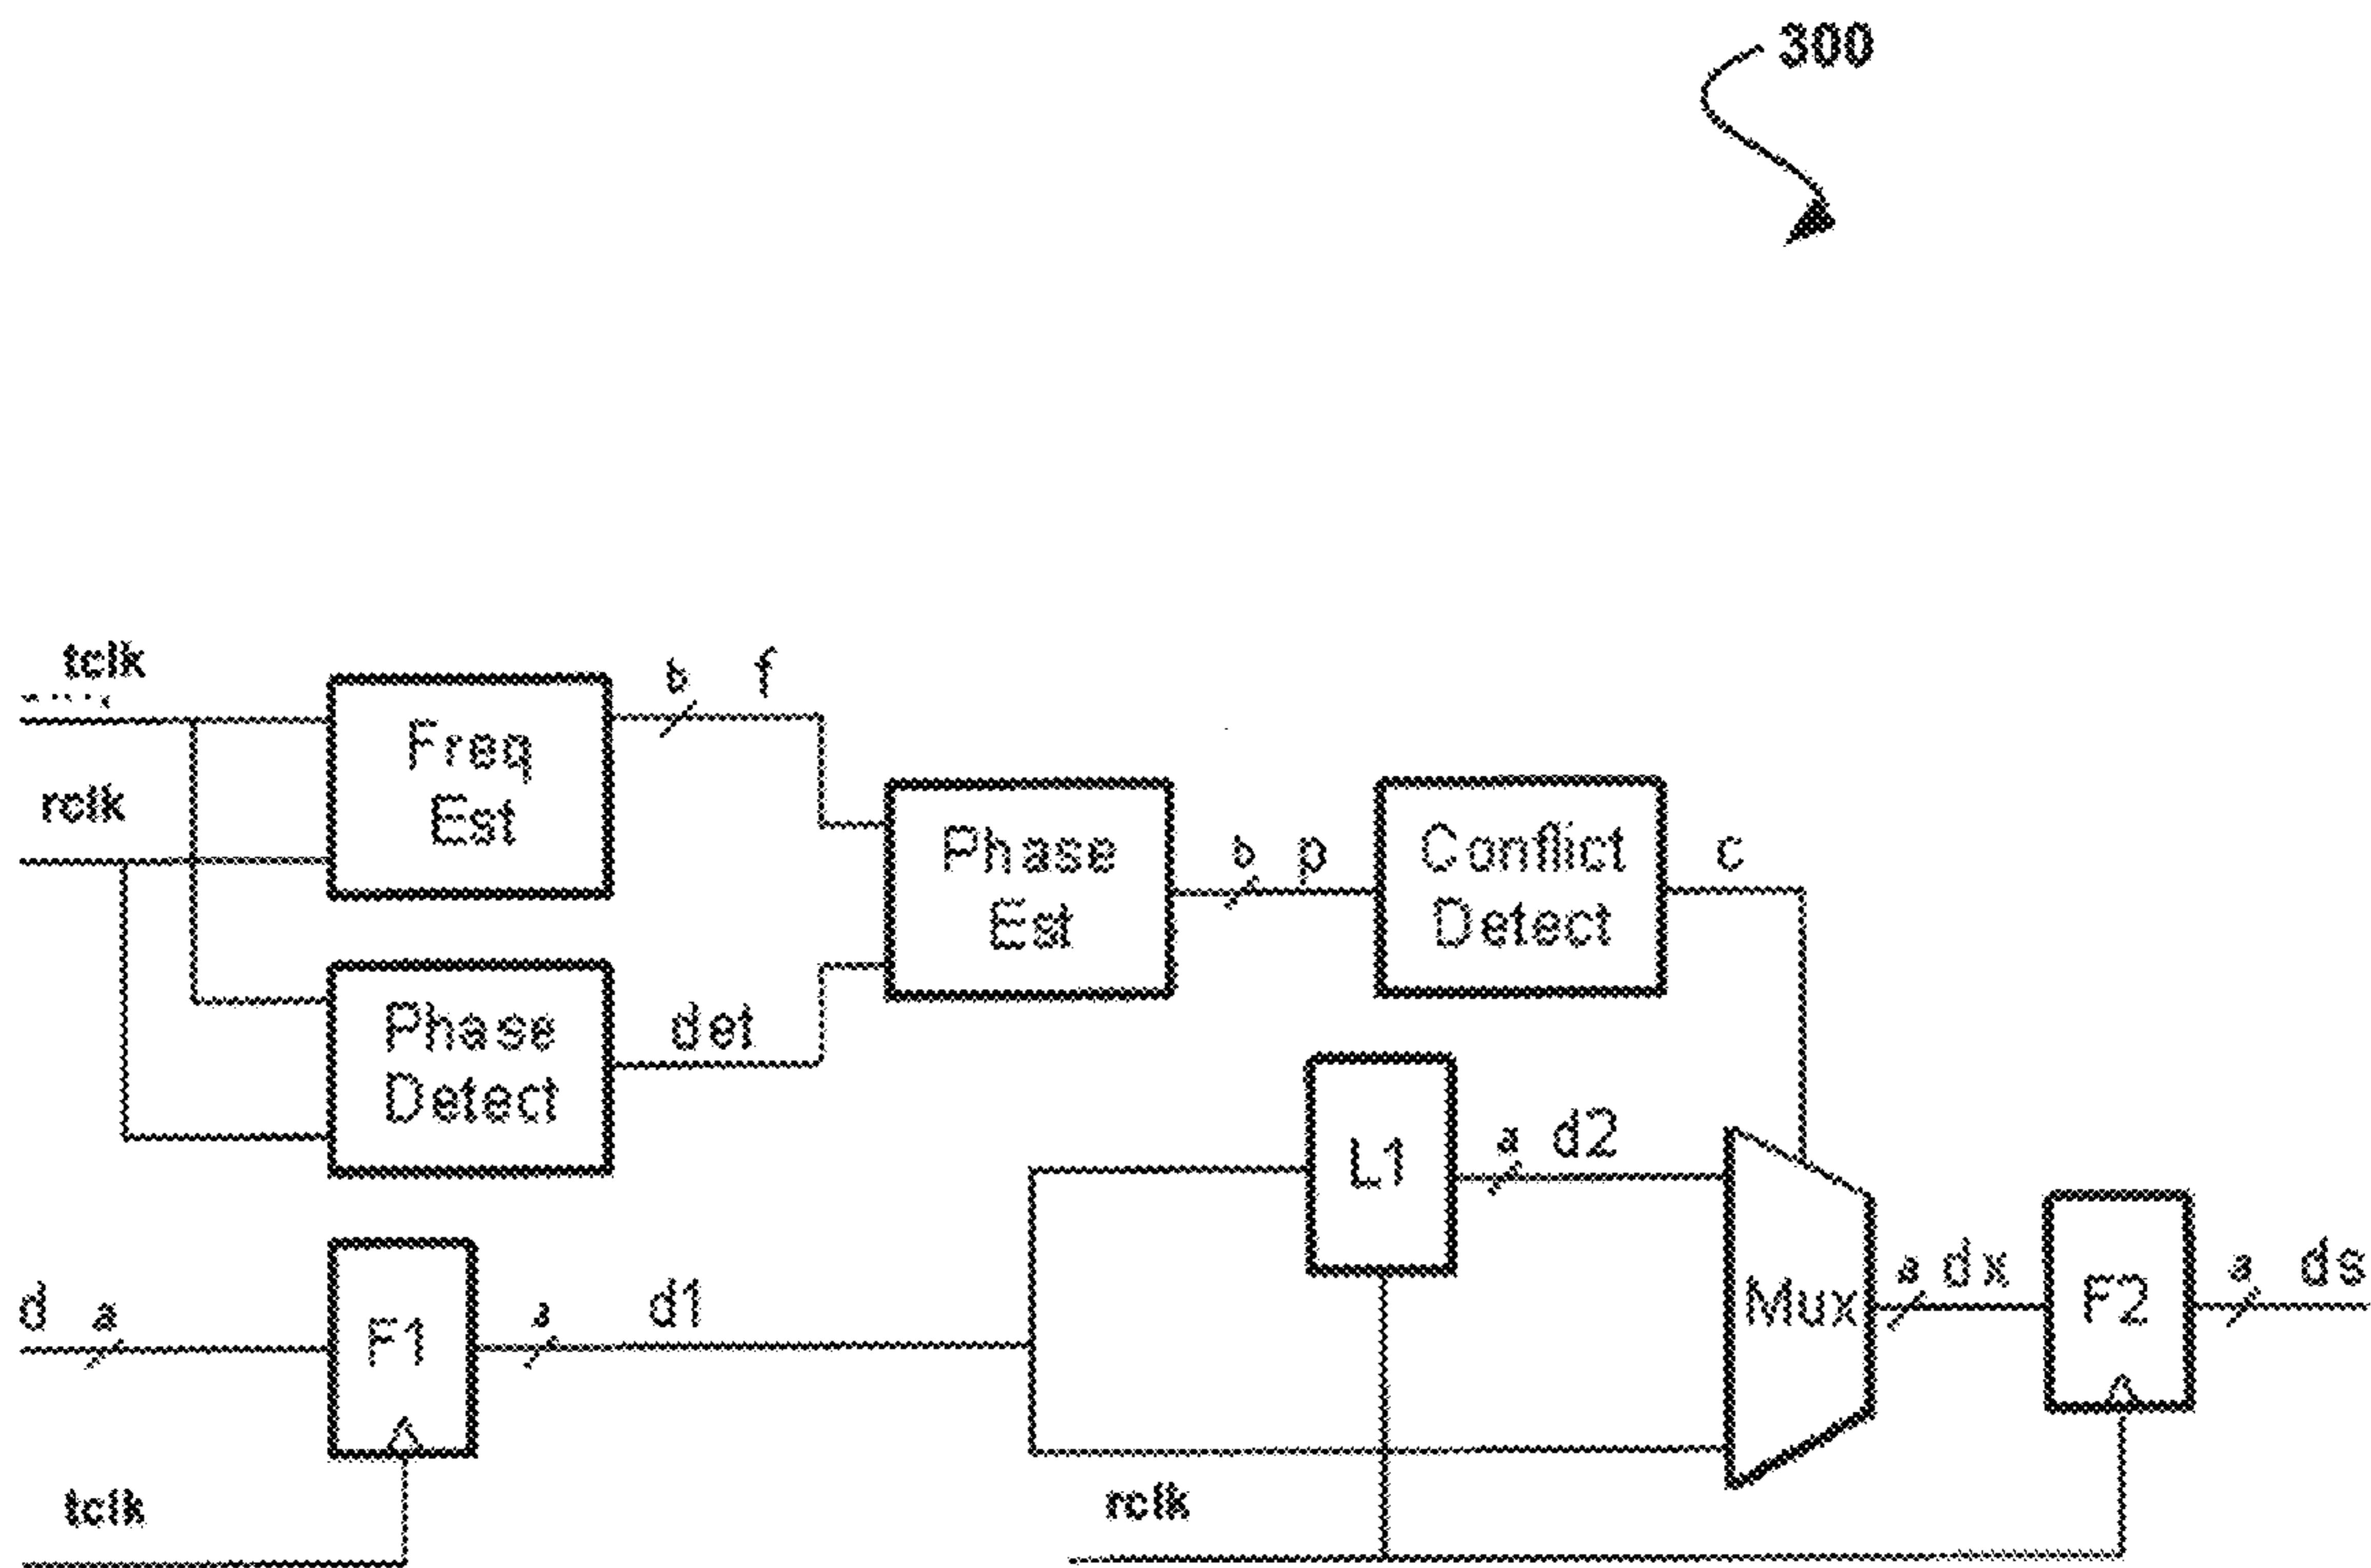 300
tclk
b f
Freq
Est
rclk
Phase
Est
b p
Conflict
Detect
c
Phase
Detect
det
L1
a d2
d a
F1
a d1
Mux
a dx
F2
a ds
tclk
rclk